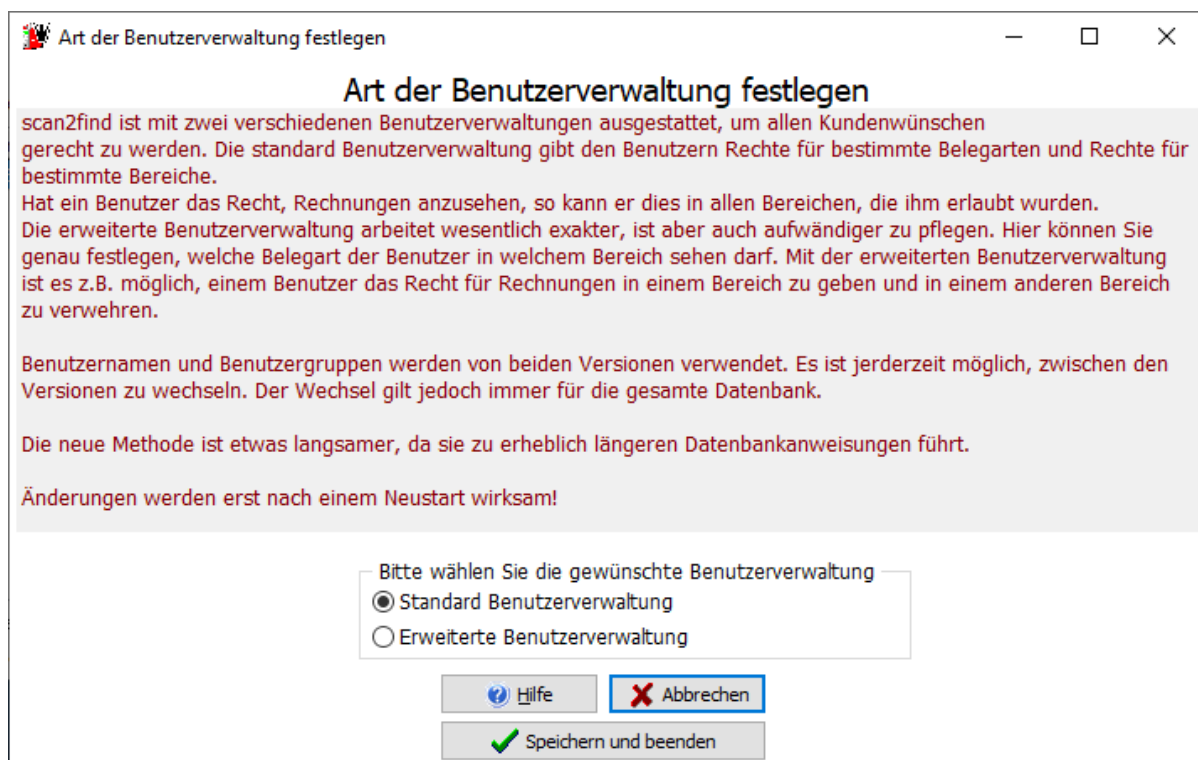 Art der Benutzerverwaltung festlegen
Art der Benutzerverwaltung festlegen
scan2find ist mit zwei verschiedenen Benutzerverwaltungen ausgestattet, um allen Kundenwünschen
gerecht zu werden. Die standard Benutzerverwaltung gibt den Benutzern Rechte für bestimmte Belegarten und Rechte für
bestimmte Bereiche.
Hat ein Benutzer das Recht, Rechnungen anzusehen, so kann er dies in allen Bereichen, die ihm erlaubt wurden.
Die erweiterte Benutzerverwaltung arbeitet wesentlich exakter, ist aber auch aufwändiger zu pflegen. Hier können Sie
genau festlegen, welche Belegart der Benutzer in welchem Bereich sehen darf. Mit der erweiterten Benutzerverwaltung
ist es z.B. möglich, einem Benutzer das Recht für Rechnungen in einem Bereich zu geben und in einem anderen Bereich
zu verwehren.
Benutzernamen und Benutzergruppen werden von beiden Versionen verwendet. Es ist jerderzeit möglich, zwischen den
Versionen zu wechseln. Der Wechsel gilt jedoch immer für die gesamte Datenbank.
Die neue Methode ist etwas langsamer, da sie zu erheblich längeren Datenbankanweisungen führt.
Änderungen werden erst nach einem Neustart wirksam!
Bitte wählen Sie die gewünschte Benutzerverwaltung
Standard Benutzerverwaltung
Erweiterte Benutzerverwaltung
Hilfe
Abbrechen
Speichern und beenden